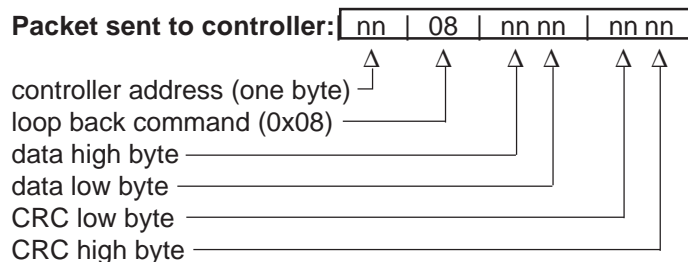 Packet sent to controller: nn | 08 | nn nn | nn nn
controller address (one byte)
loop back command (0x08)
data high byte
data low byte
CRC low byte
CRC high byte